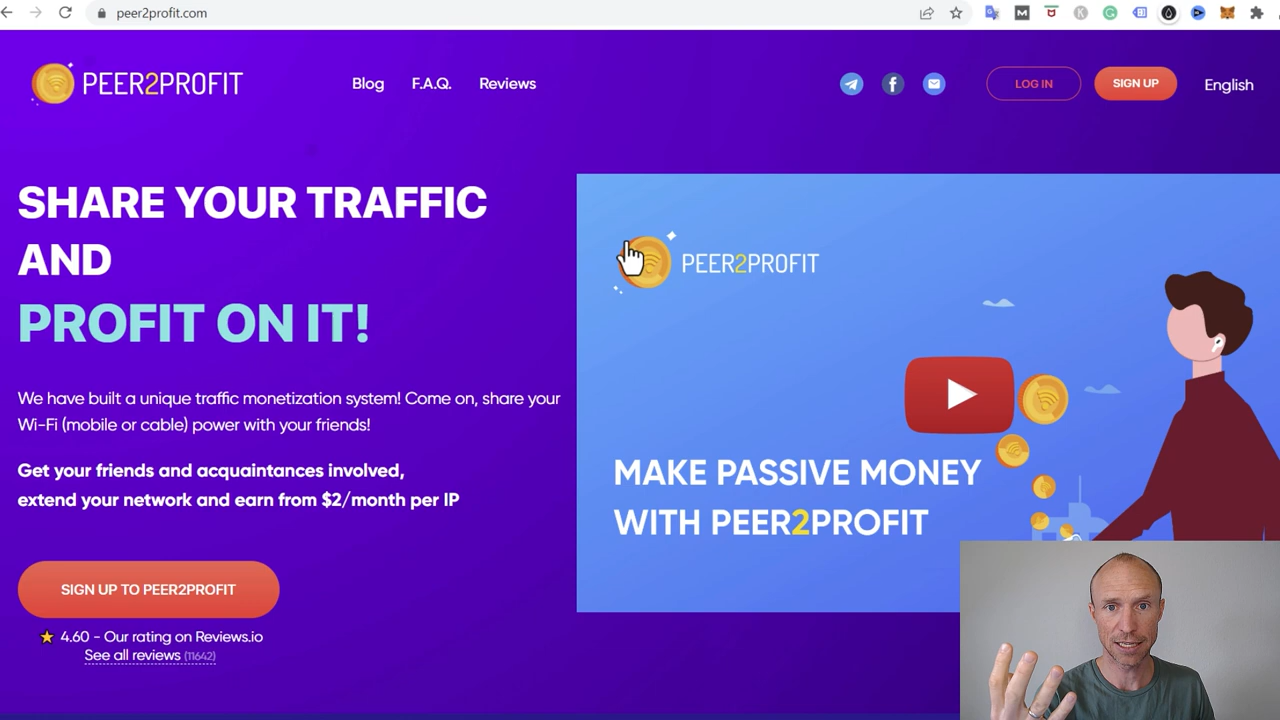 peer2profit.com
PEER2PROFIT
Blog
F.A.Q.
Reviews
LOG IN
SIGN UP
English
SHARE YOUR TRAFFIC
AND
PROFIT ON IT!
We have built a unique traffic monetization system! Come on, share your
Wi-Fi (mobile or cable) power with your friends!
Get your friends and acquaintances involved,
extend your network and earn from $2/month per IP
SIGN UP TO PEER2PROFIT
4.60 - Our rating on Reviews.io
See all reviews (11642)
PEER2PROFIT
MAKE PASSIVE MONEY
WITH PEER2PROFIT